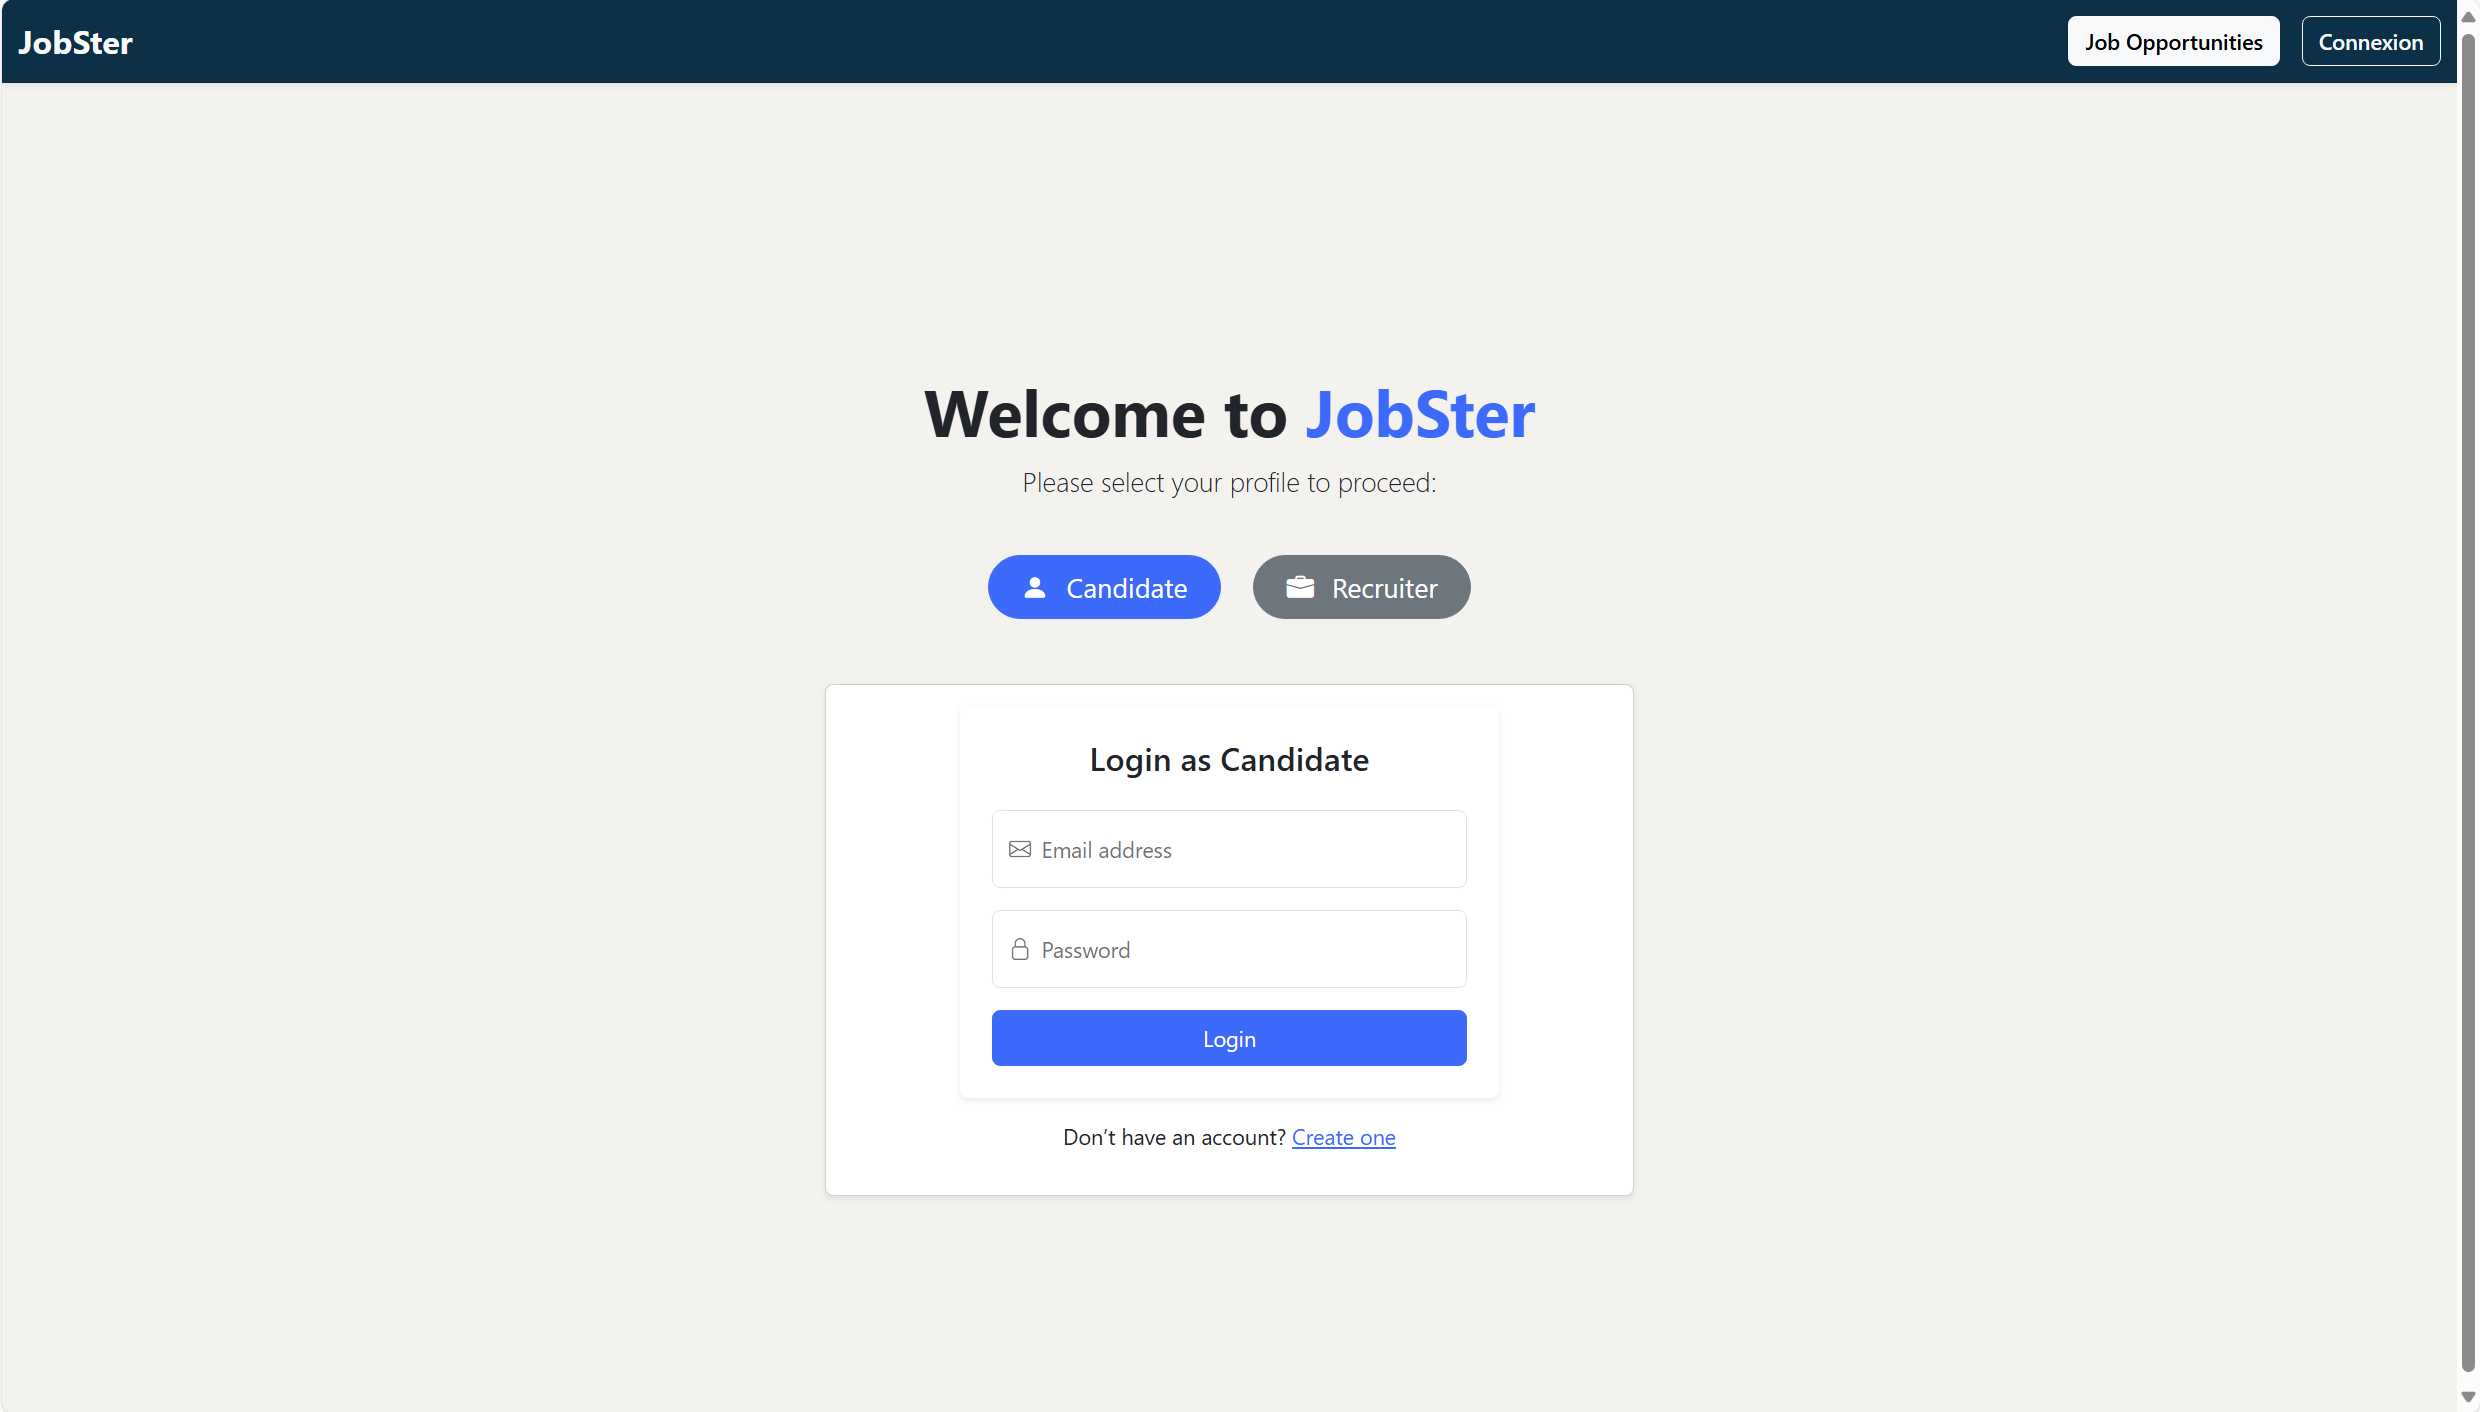 JobSter
Job Opportunities
Connexion
Welcome to JobSter
Please select your profile to proceed:
Candidate
Recruiter
Login as Candidate
Email address
Password
Login
Don’t have an account? Create one